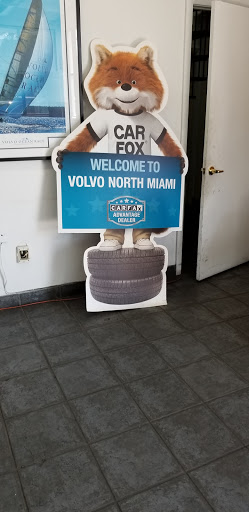 CAR
FOX
WELCOME TO
VOLVO NORTH MIAMI
CARFAX
ADVANTAGE
DEALER